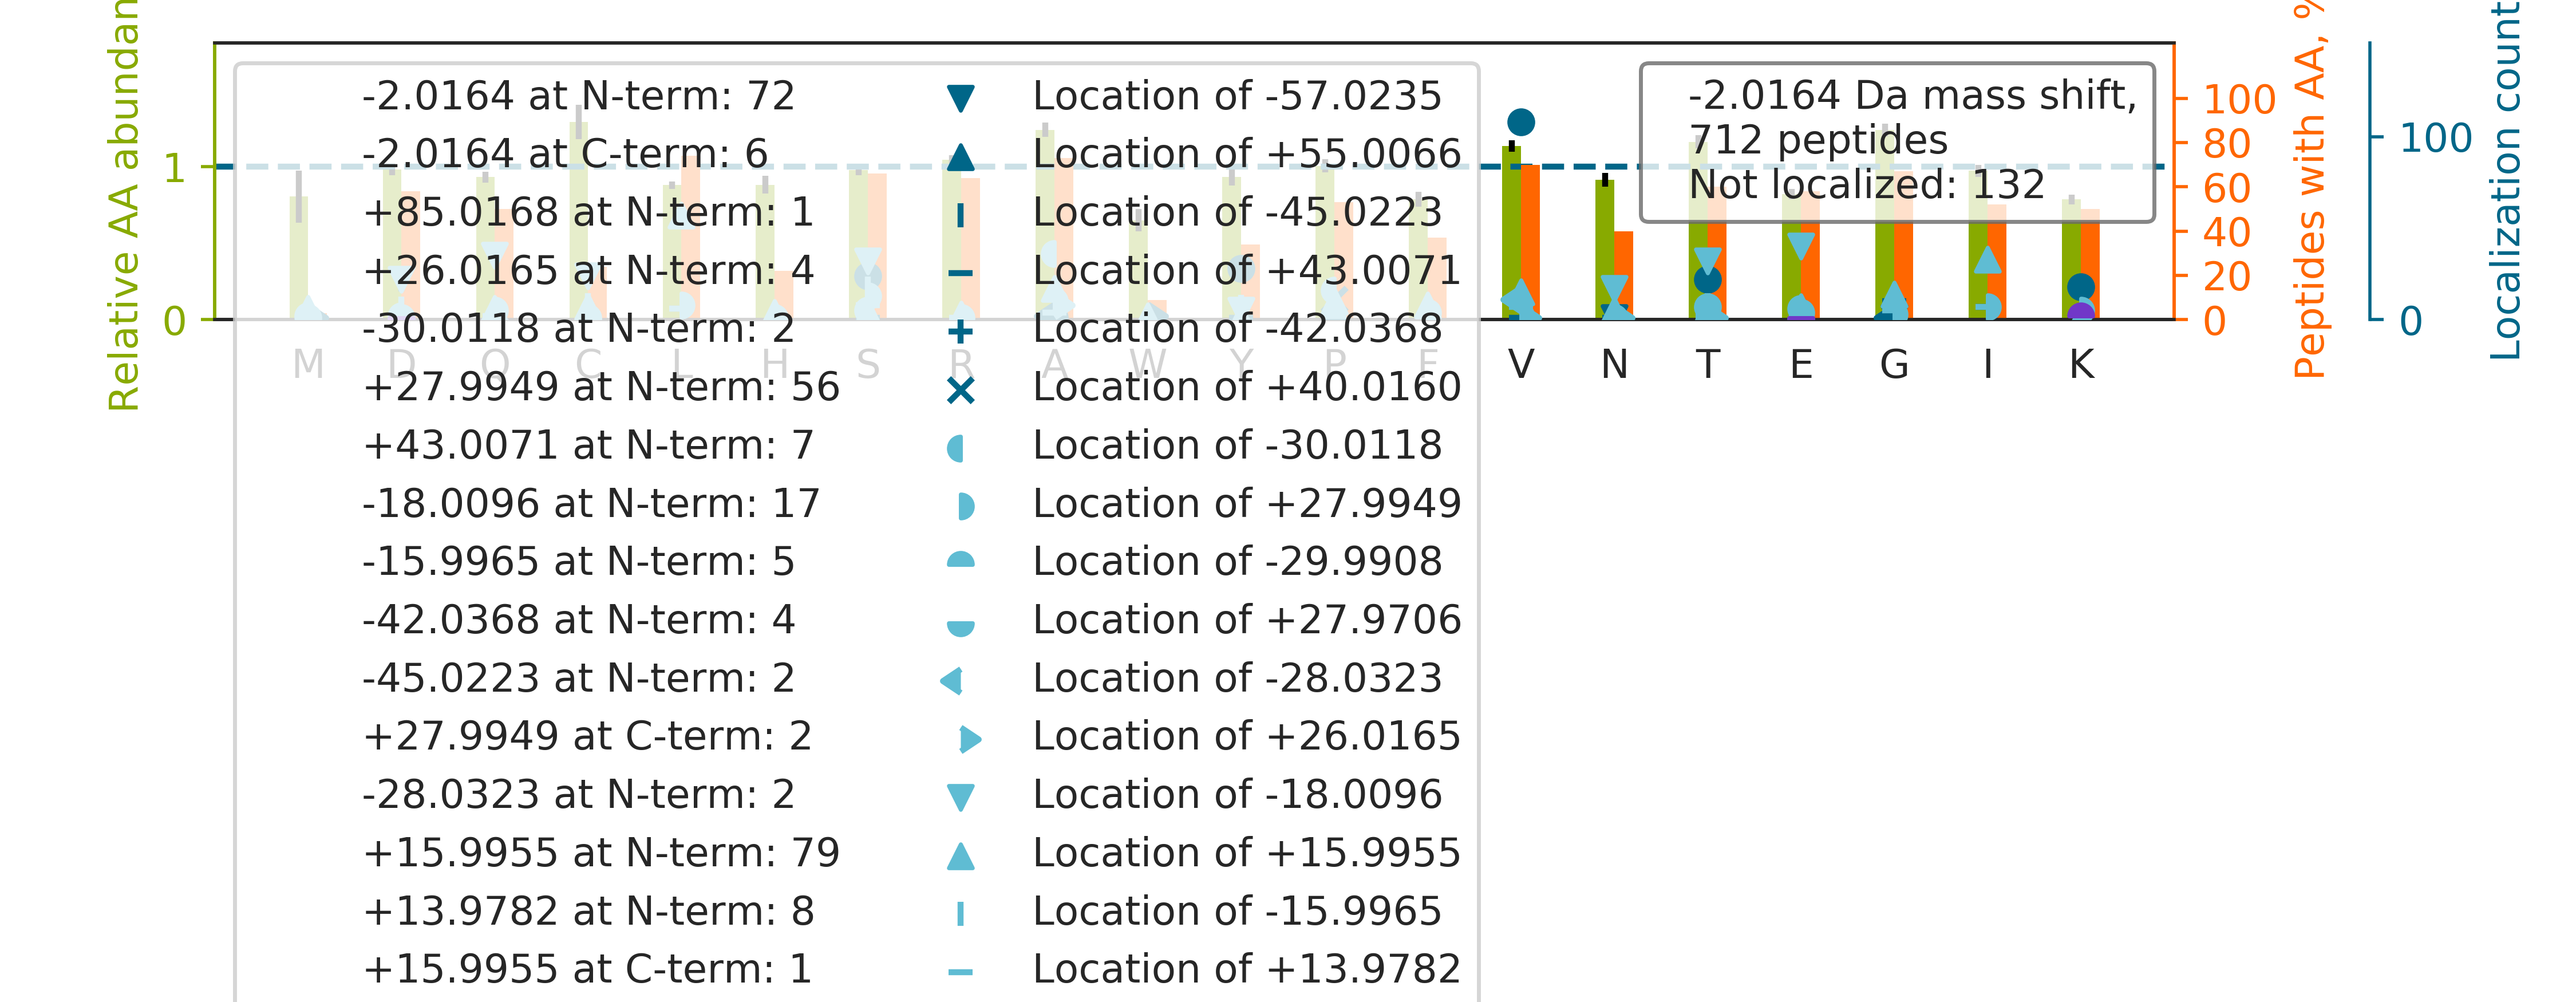 Relative AA abundan
1
0
-2.0164 at N-term: 72
-2.0164 at C-term: 6
+85.0168 at N-term: 1
+26.0165 at N-term: 4
-30.0118 at N-term: 2
+27.9949 at N-term: 56
+43.0071 at N-term: 7
-18.0096 at N-term: 17
-15.9965 at N-term: 5
-42.0368 at N-term: 4
-45.0223 at N-term: 2
+27.9949 at C-term: 2
-28.0323 at N-term: 2
+15.9955 at N-term: 79
+13.9782 at N-term: 8
+15.9955 at C-term: 1
Location of -57.0235
Location of +55.0066
Location of -45.0223
Location of +43.0071
Location of -42.0368
Location of +40.0160
Location of -30.0118
Location of +27.9949
Location of -29.9908
Location of +27.9706
Location of -28.0323
Location of +26.0165
Location of -18.0096
Location of +15.9955
Location of -15.9965
Location of +13.9782
-2.0164 Da mass shift,
712 peptides
Not localized: 132
M D Q C L H S R A W Y P F V N T E G I K
100
80
60
40
20
0
Peptides with AA, %
100
0
Localization count